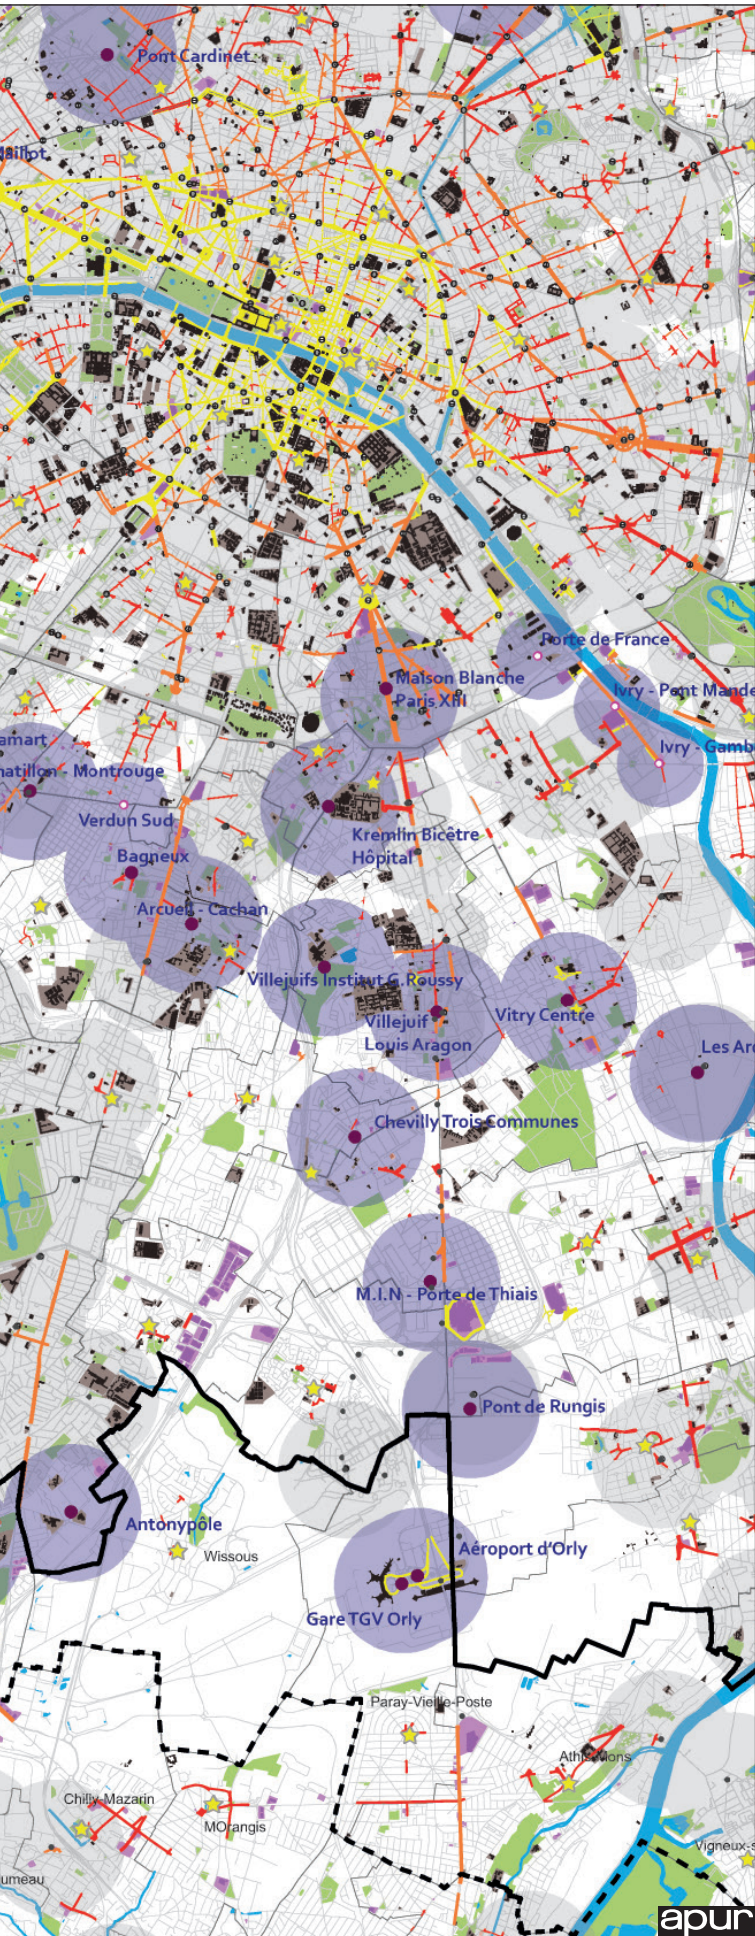 Pont Cardinet
Maillot
Porte de France
Maison Blanche
Paris XIII
Ivry - Pont Mande
amart
Ivry - Gamb
hatillon - Montrouge
Verdun Sud
Kremlin Bicêtre
Hôpital
Bagneux
Arcueil - Cachan
Villejuifs Institut G.Roussy
Villejuif
Louis Aragon
Vitry Centre
Les Ard
Chevilly Trois Communes
M.I.N - Porte de Thiais
Pont de Rungis
Antonypôle
Wissous
Aéroport d'Orly
Gare TGV Orly
Paray-Vieille-Poste
Athis-Mons
Chilly-Mazarin
MOrangis
Vigneux-s
umeau
apur